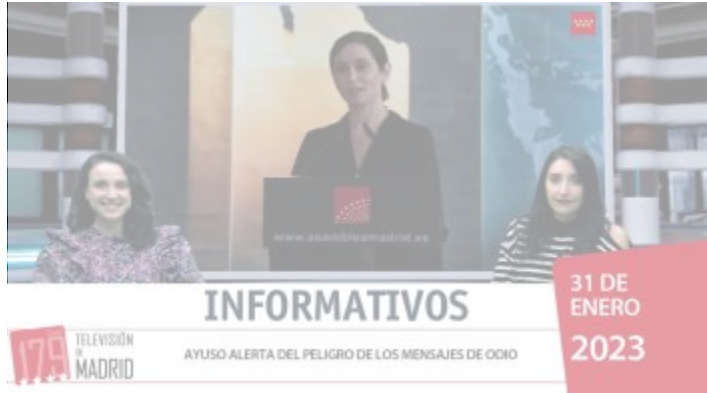 www.asambleamadrid.es
INFORMATIVOS
31 DE
ENERO
2023
179
TELEVISIÓN
DE
MADRID
AYUSO ALERTA DEL PELIGRO DE LOS MENSAJES DE ODIO